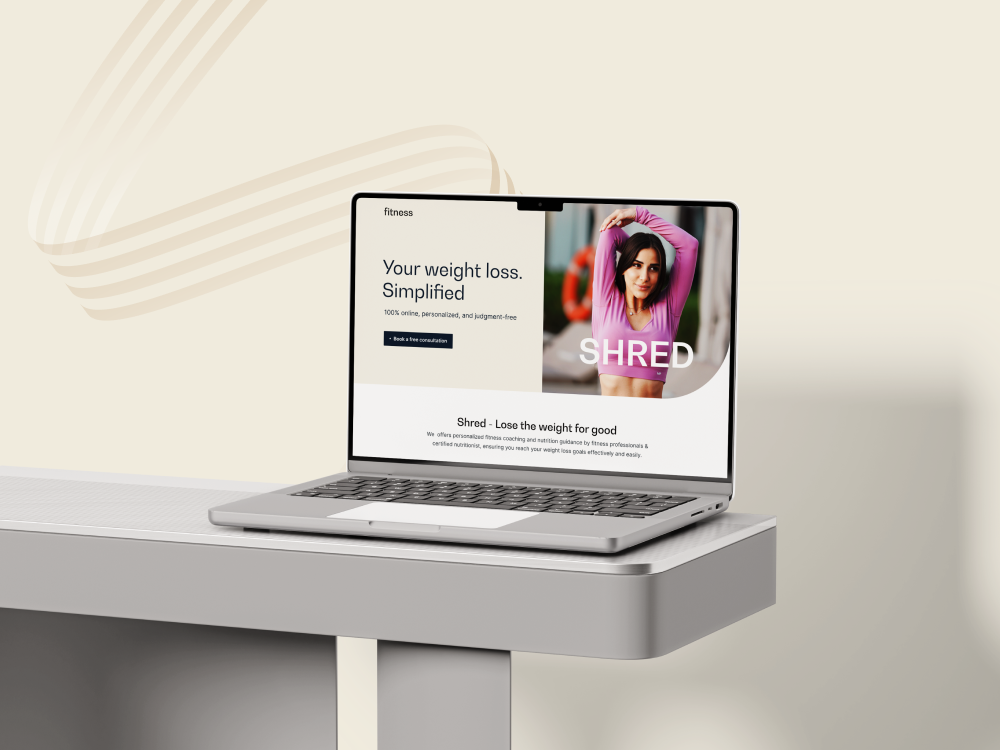 fitness
Your weight loss.
Simplified
100% online, personalized, and judgment-free
• Book a free consultation
SHRED
Shred - Lose the weight for good
We offers personalized fitness coaching and nutrition guidance by fitness professionals &
certified nutritionist, ensuring you reach your weight loss goals effectively and easily.